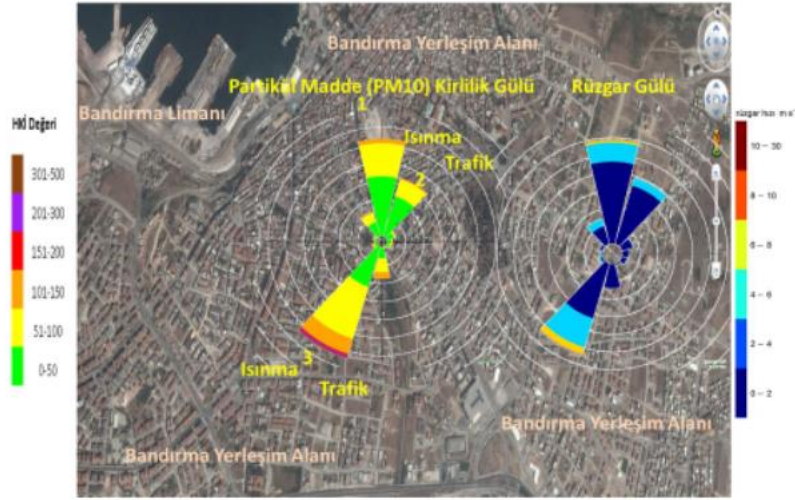 Bandırma Yerleşim Alanı
Partikül Madde (PM10) Kirlilik Gülü
Rüzgar Gülü
1
Bandırma Limanı
HKİ Değeri
rüzgar hızı m s
Isınma
Trafik
2
301-500
201-300
151-200
101-150
51-100
0-50
10 – 30
8 – 10
6 – 8
4 – 6
2 – 4
0 – 2
3
Isınma
Trafik
Bandırma Yerleşim Alanı
Bandırma Yerleşim Alanı